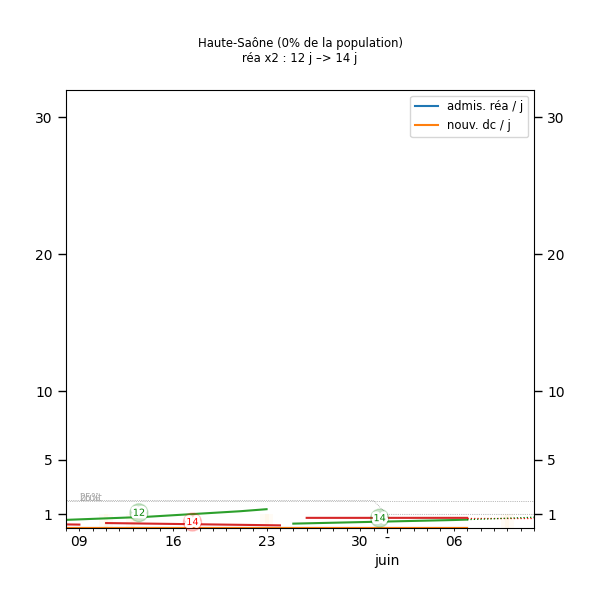 Haute-Saône (0% de la population)
réa x2 : 12 j –> 14 j
admis. réa / j
nouv. dc / j
30 30
20 20
10 10
5 5
1 1
12
14
14
09 16 23 30 - 06
juin